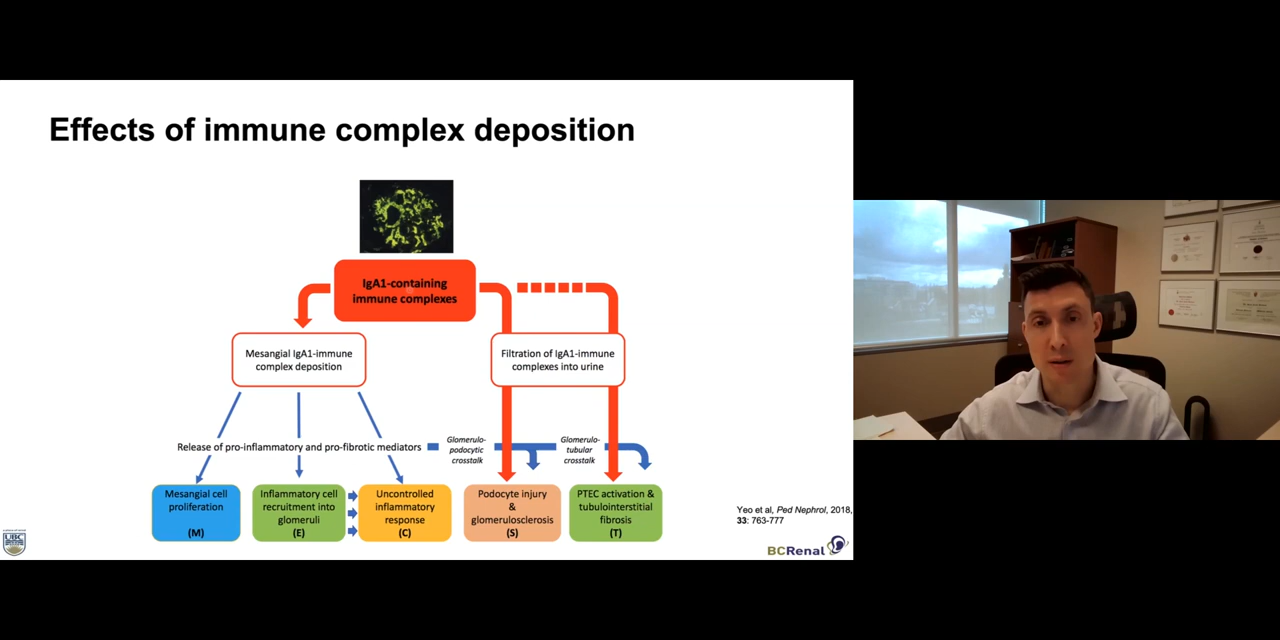 Effects of immune complex deposition
IgA1-containing
immune complexes
Mesangial IgA1-immune
complex deposition
Filtration of IgA1-immune
complexes into urine
Release of pro-inflammatory and pro-fibrotic mediators
Glomerulo-
podocytic
crosstalk
Glomerulo-
tubular
crosstalk
Mesangial cell
proliferation
(M)
Inflammatory cell
recruitment into
glomeruli
(E)
Uncontrolled
inflammatory
response
(C)
Podocyte injury
&
glomerulosclerosis
(S)
PTEC activation &
tubulointerstitial
fibrosis
(T)
Yeo et al, Ped Nephrol, 2018,
33: 763-777
UBC
BCRenal